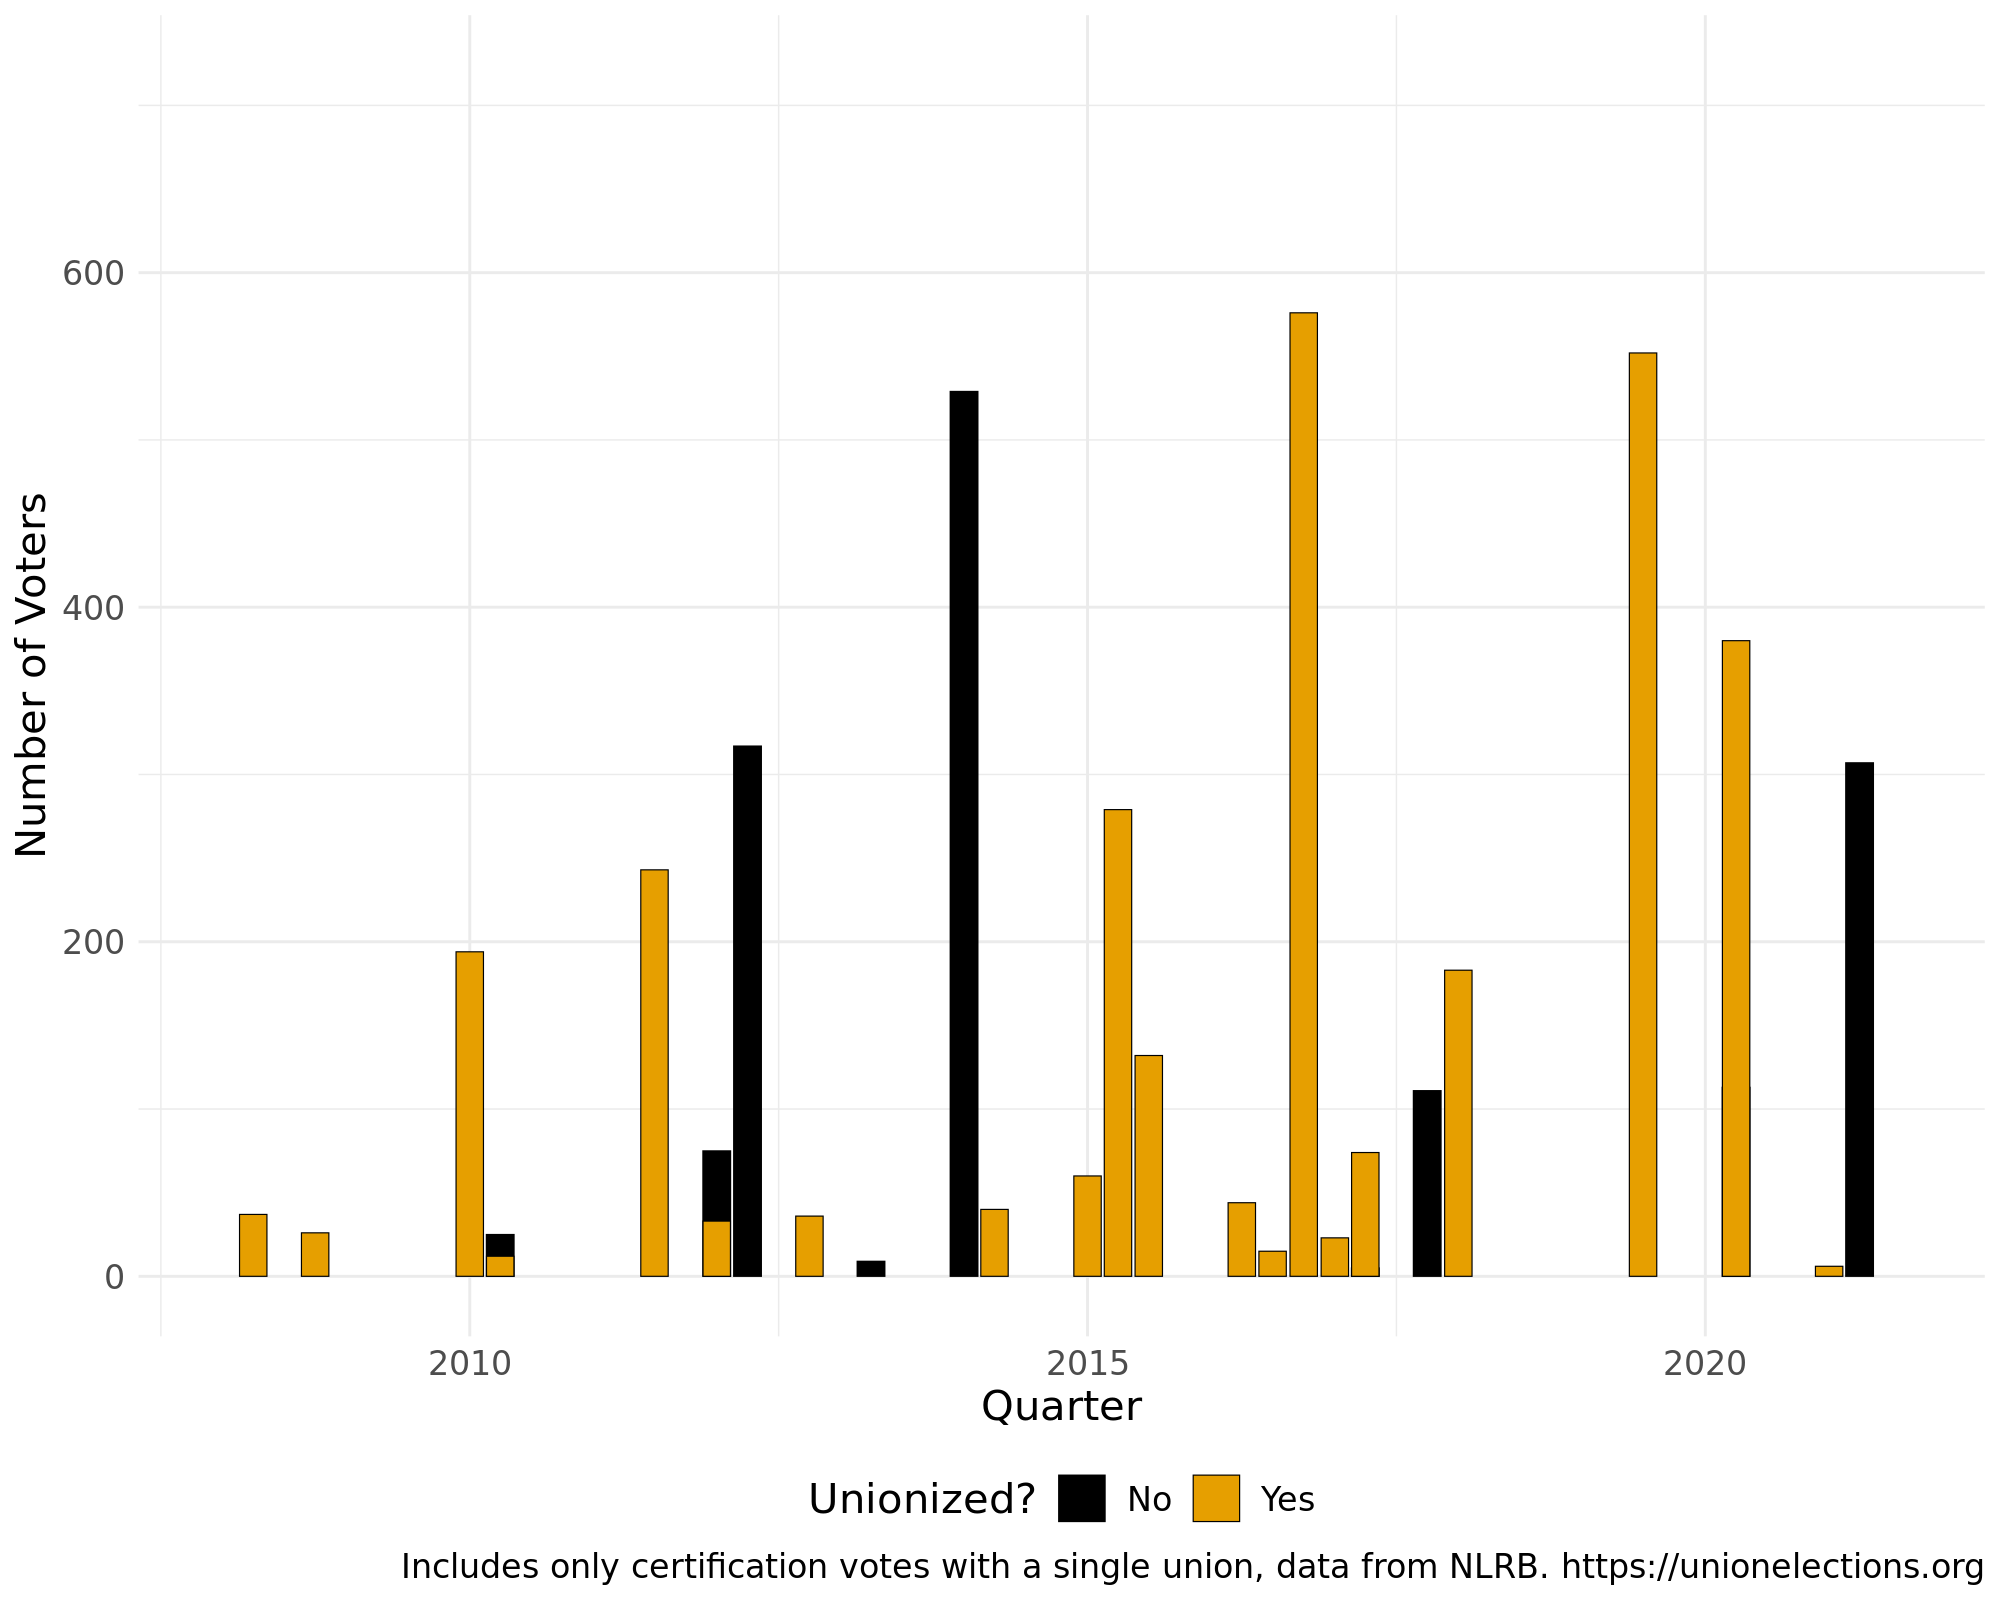 600
400
200
0
Number of Voters
2010 2015 2020
Quarter
Unionized? No Yes
Includes only certification votes with a single union, data from NLRB. https://unionelections.org